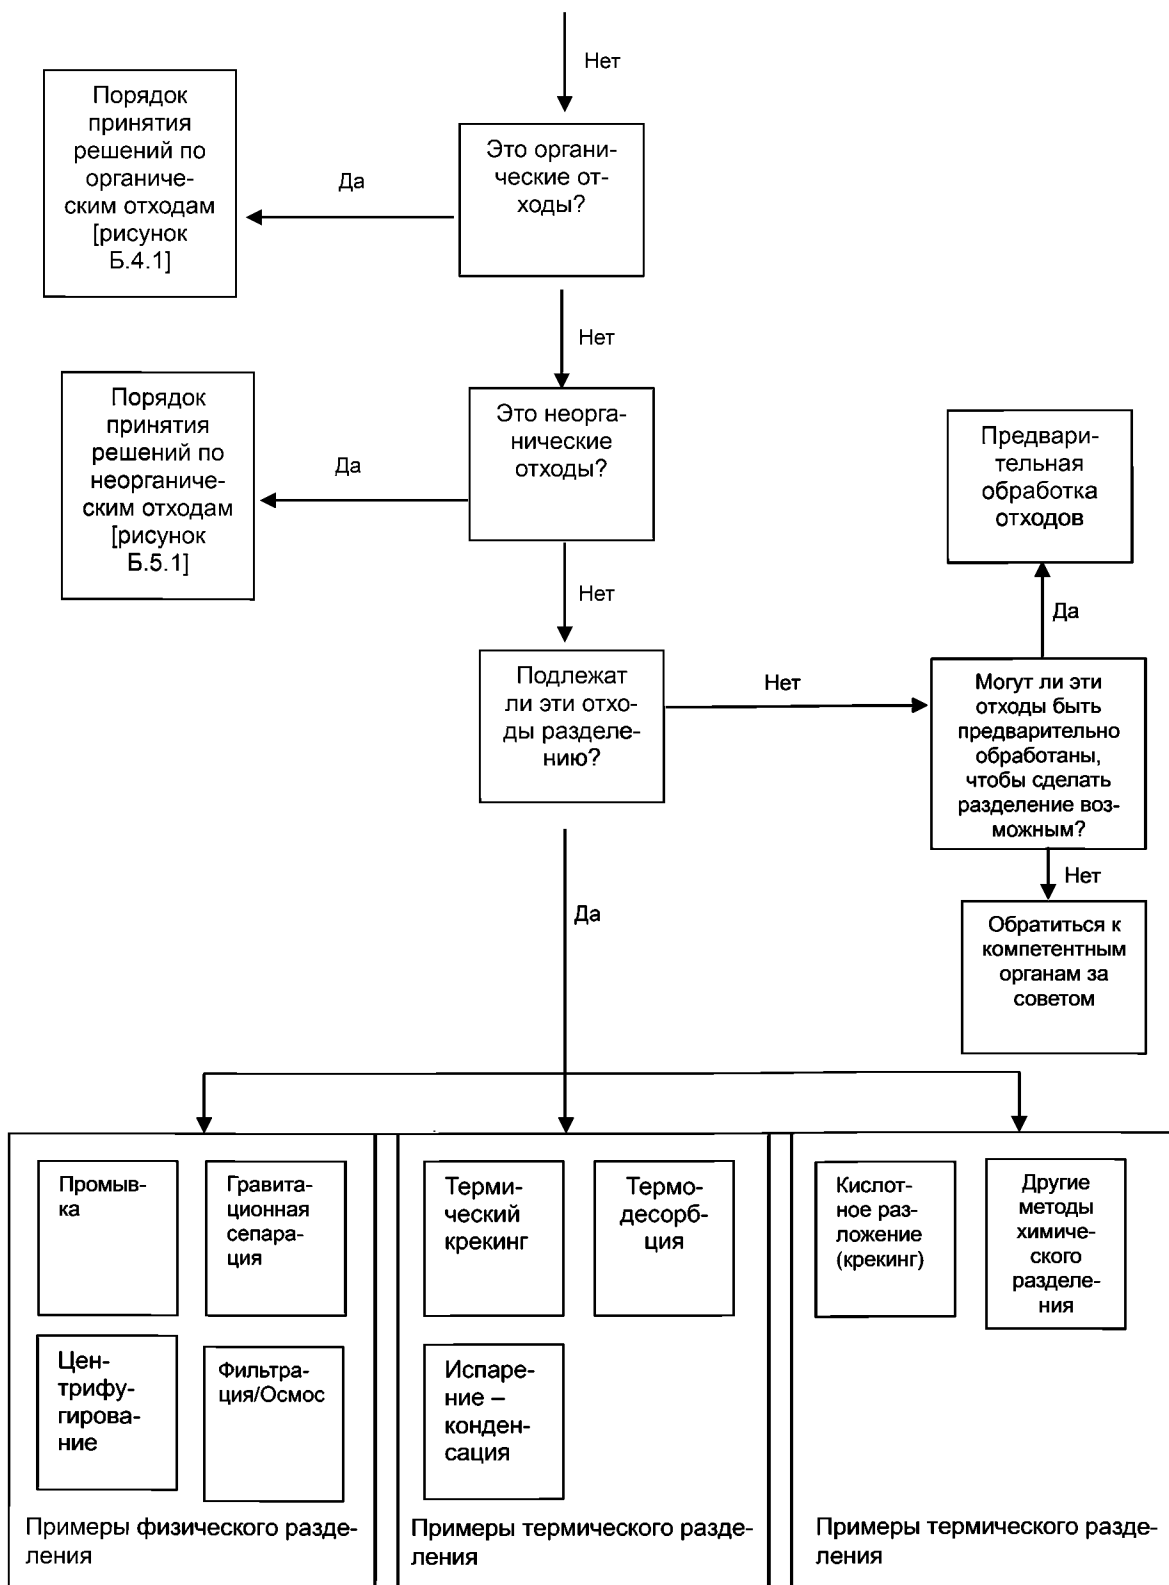 Нет
Порядок
принятия
решений по
органиче-
ским отходам
[рисунок
Б.4.1]
Да
Это органи-
ческие от-
ходы?
Нет
Порядок
принятия
решений по
неорганиче-
ским отходам
[рисунок
Б.5.1]
Да
Это неорга-
нические
отходы?
Предвари-
тельная
обработка
отходов
Нет
Да
Подлежат
ли эти отхо-
ды разделе-
нию?
Нет
Могут ли эти
отходы быть
предварительно
обработаны,
чтобы сделать
разделение воз-
можным?
Нет
Да
Обратиться к
компетентным
органам за
советом
Промыв-
ка
Гравита-
ционная
сепара-
ция
Цен-
трифу-
гирова-
ние
Фильтра-
ция/Осмос
Примеры физического разде-
ления
Терми-
ческий
крекинг
Термо-
десорб-
ция
Испаре-
ние –
конден-
сация
Примеры термического разде-
ления
Кислот-
ное раз-
ложение
(крекинг)
Другие
методы
химиче-
ского
разделе-
ния
Примеры термического разде-
ления